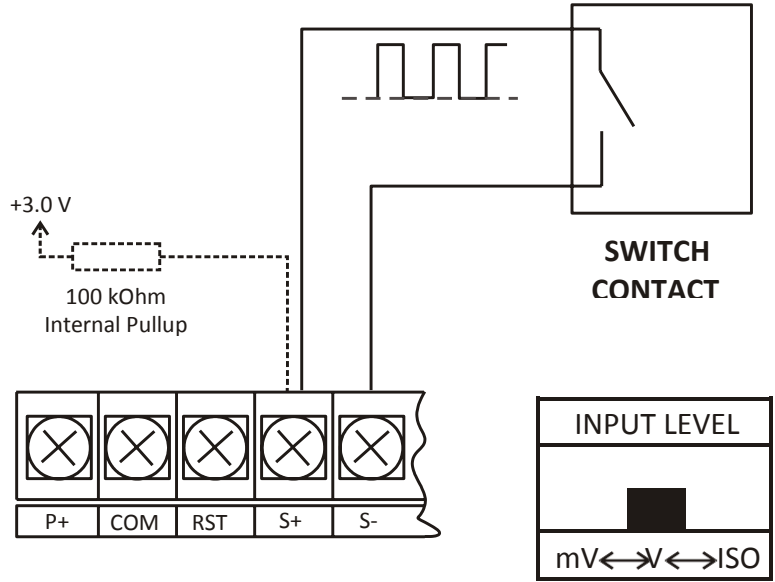 +3.0 V
100 kOhm
Internal Pullup
SWITCH
CONTACT
P+ COM RST S+ S-
INPUT LEVEL
mV V ISO